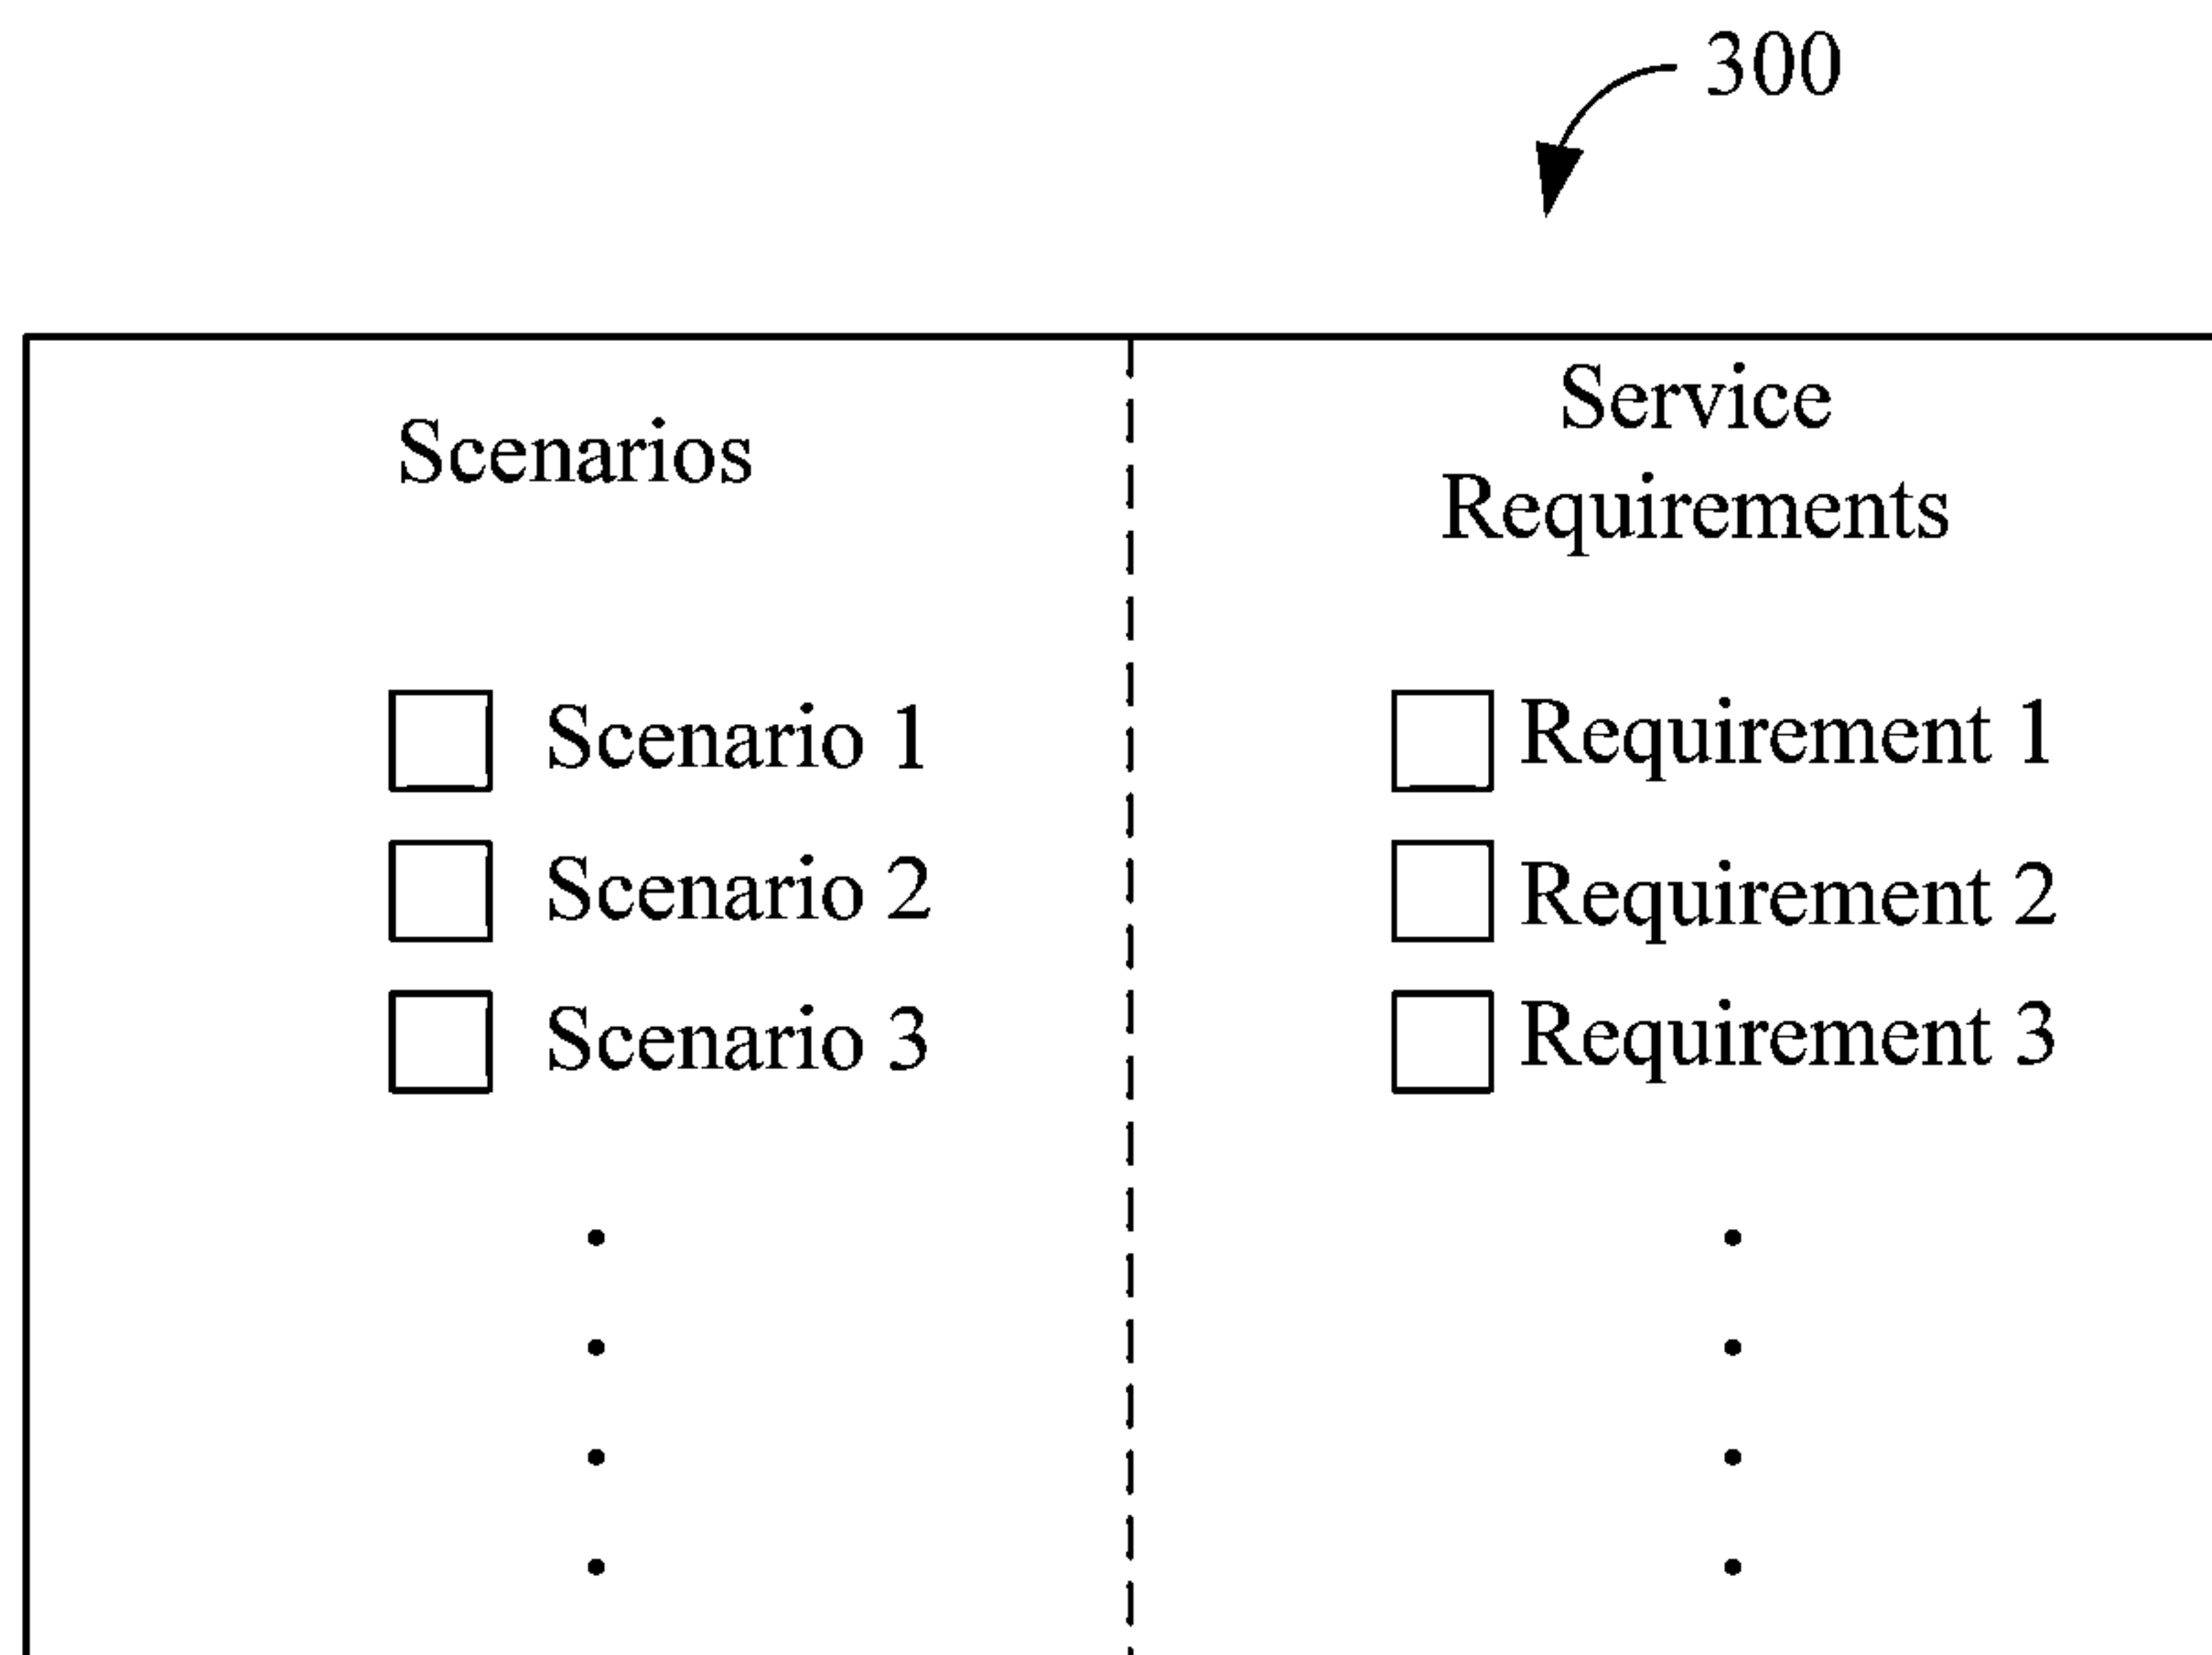 300
Scenarios
Service
Requirements
Scenario 1
Scenario 2
Scenario 3
Requirement 1
Requirement 2
Requirement 3